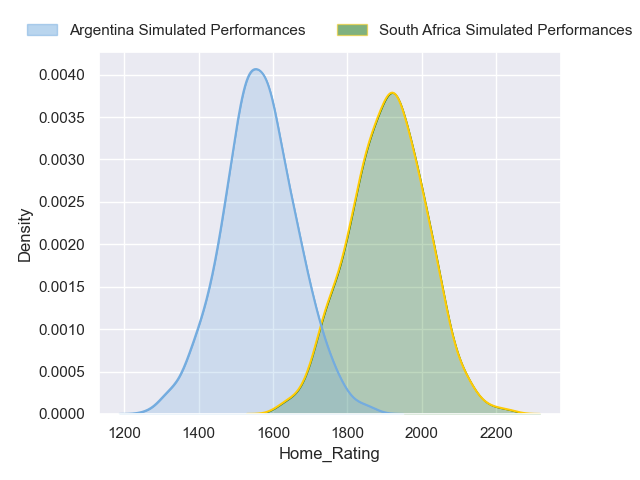 Argentina Simulated Performances
South Africa Simulated Performances
0.0040
0.0035
0.0030
0.0025
0.0020
0.0015
0.0010
0.0005
0.0000
Density
1200 1400 1600 1800 2000 2200
Home_Rating